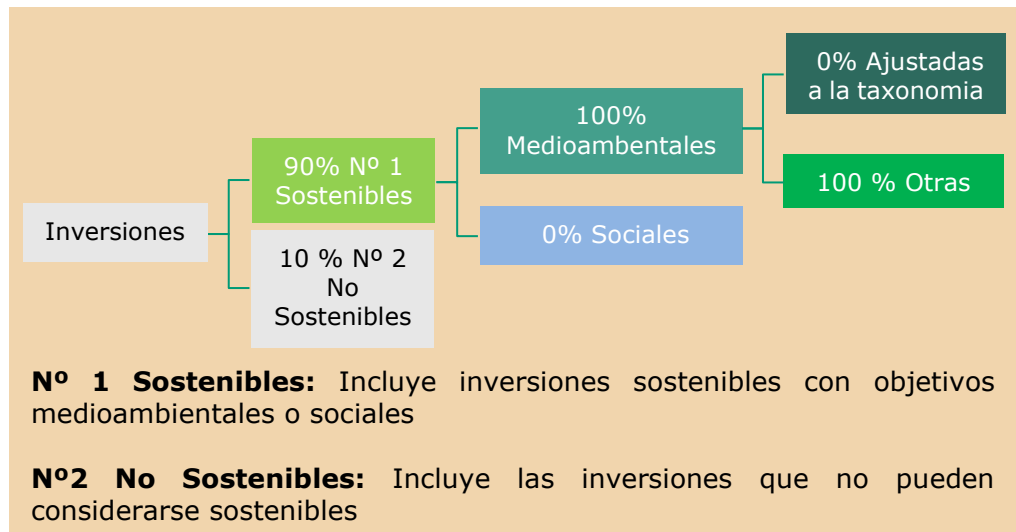 Inversiones
90% Nº 1
Sostenibles
10 % Nº 2
No
Sostenibles
100%
Medioambentales
0% Sociales
0% Ajustadas
a la taxonomia
100 % Otras
Nº 1 Sostenibles: Incluye inversiones sostenibles con objetivos
medioambientales o sociales
Nº2 No Sostenibles: Incluye las inversiones que no pueden
considerarse sostenibles